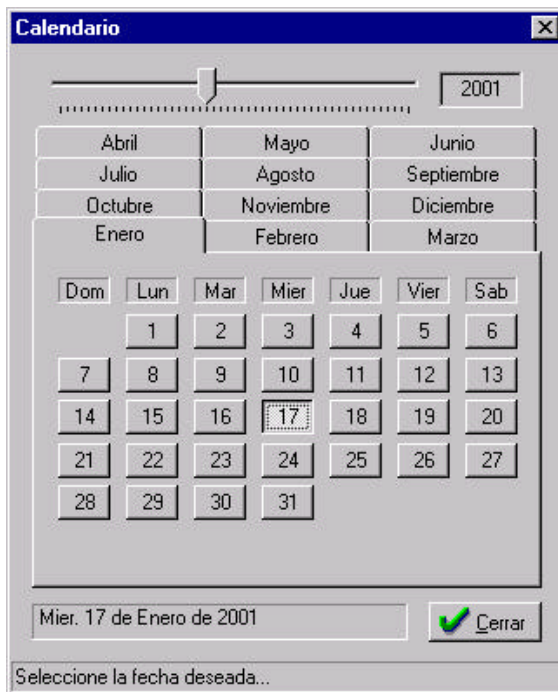 Calendario
2001
Abril Mayo Junio
Julio Agosto Septiembre
Octubre Noviembre Diciembre
Enero Febrero Marzo
Dom Lun Mar Mier Jue Vier Sab
1 2 3 4 5 6
7 8 9 10 11 12 13
14 15 16 17 18 19 20
21 22 23 24 25 26 27
28 29 30 31
Mier. 17 de Enero de 2001 Cerrar
Seleccione la fecha deseada...